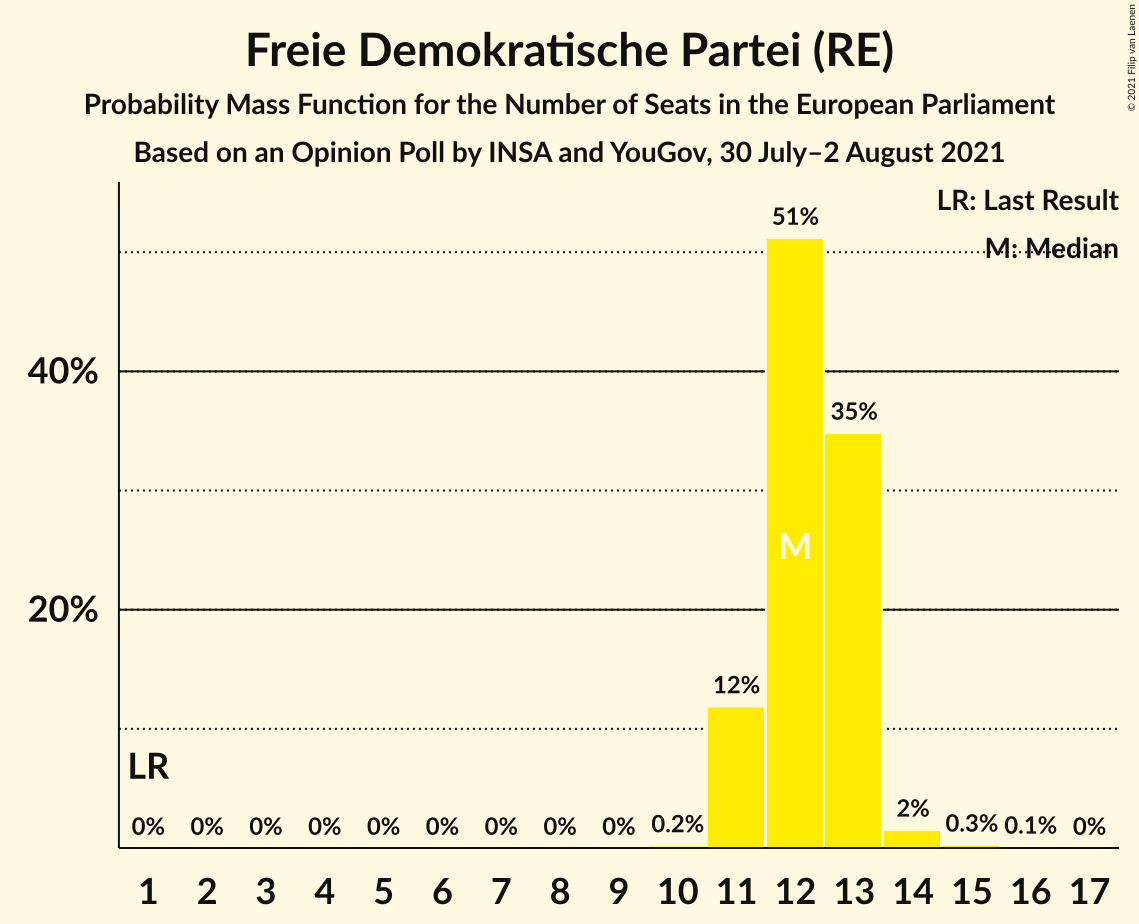 Freie Demokratische Partei (RE)
Probability Mass Function for the Number of Seats in the European Parliament
Based on an Opinion Poll by INSA and YouGov, 30 July–2 August 2021
© 2021 Filip van Laenen
LR: Last Result
M: Median
51%
40%
35%
M
20%
12%
LR
0% 0% 0% 0% 0% 0% 0% 0% 0% 0.2% 2% 0.3% 0.1% 0%
1 2 3 4 5 6 7 8 9 10 11 12 13 14 15 16 17